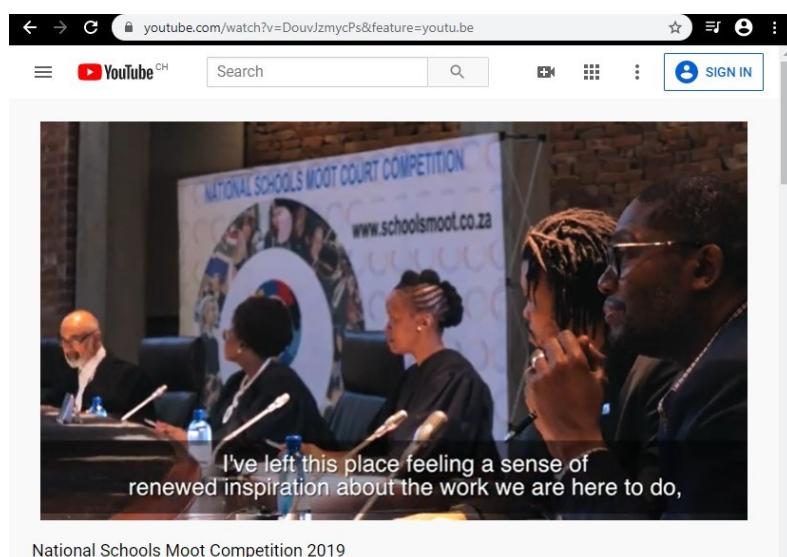 youtube.com/watch?v=DouvJzmycPs&feature=youtu.be
YouTube CH
Search
SIGN IN
NATIONAL SCHOOLS MOOT COURT COMPETITION
www.schoolsmoot.co.za
I've left this place feeling a sense of
renewed inspiration about the work we are here to do,
National Schools Moot Competition 2019